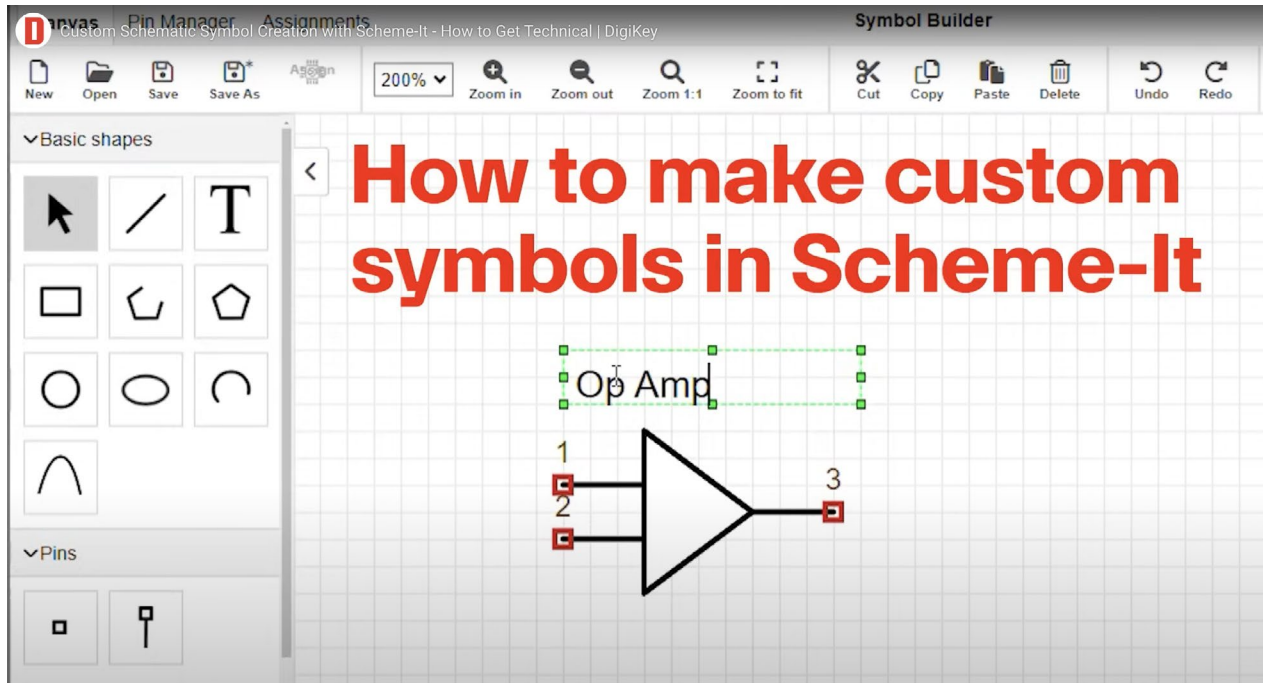 Canvas Pin Manager Assignments Symbol Builder
D Custom Schematic Symbol Creation with Scheme-It - How to Get Technical | DigiKey
New Open Save Save As Assign 200% Zoom in Zoom out Zoom 1:1 Zoom to fit Cut Copy Paste Delete Undo Redo
Basic shapes
T
How to make custom
symbols in Scheme-It
Op Amp
1
2
3
Pins